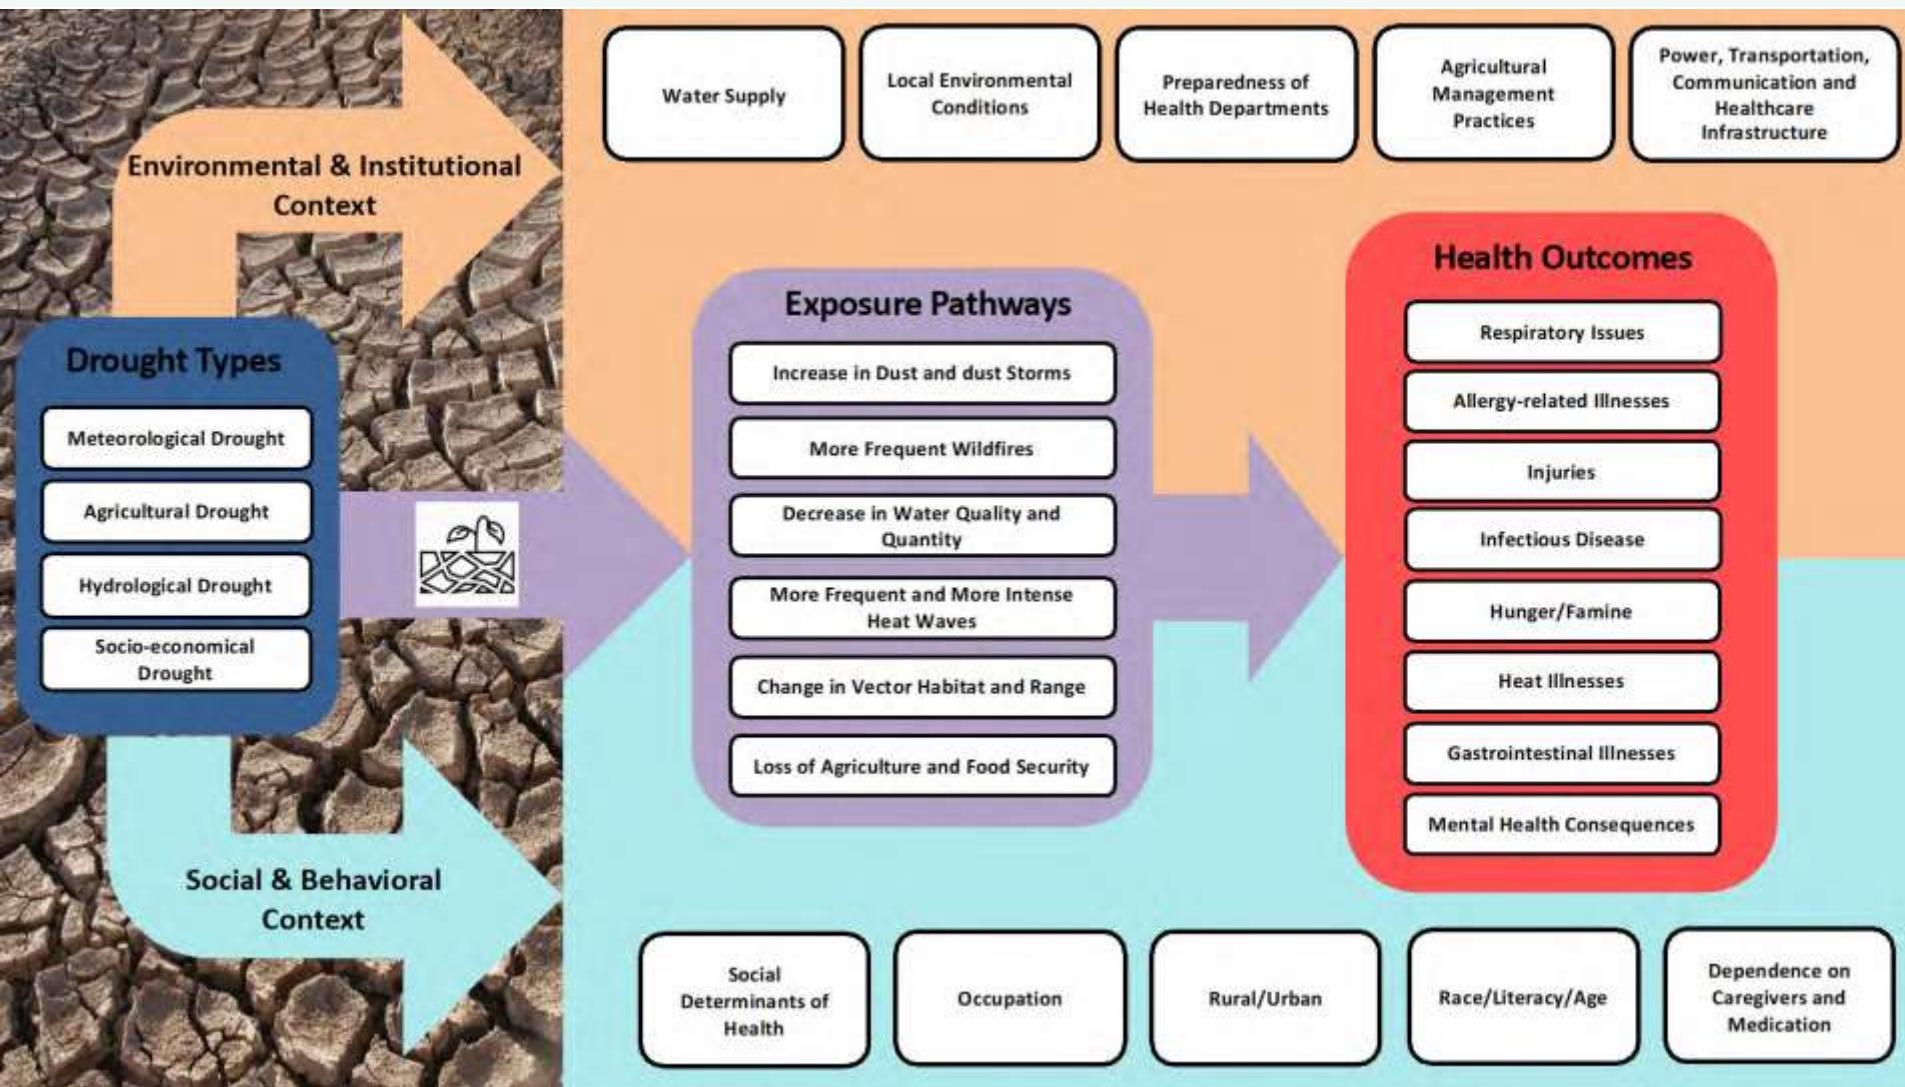 Water Supply
Local Environmental
Conditions
Preparedness of
Health Departments
Agricultural
Management
Practices
Power, Transportation,
Communication and
Healthcare
Infrastructure
Environmental & Institutional
Context
Drought Types
Meteorological Drought
Agricultural Drought
Hydrological Drought
Socio-economical
Drought
Exposure Pathways
Increase in Dust and dust Storms
More Frequent Wildfires
Decrease in Water Quality and
Quantity
More Frequent and More Intense
Heat Waves
Change in Vector Habitat and Range
Loss of Agriculture and Food Security
Health Outcomes
Respiratory Issues
Allergy-related Illnesses
Injuries
Infectious Disease
Hunger/Famine
Heat Illnesses
Gastrointestinal Illnesses
Mental Health Consequences
Social & Behavioral
Context
Social
Determinants of
Health
Occupation
Rural/Urban
Race/Literacy/Age
Dependence on
Caregivers and
Medication